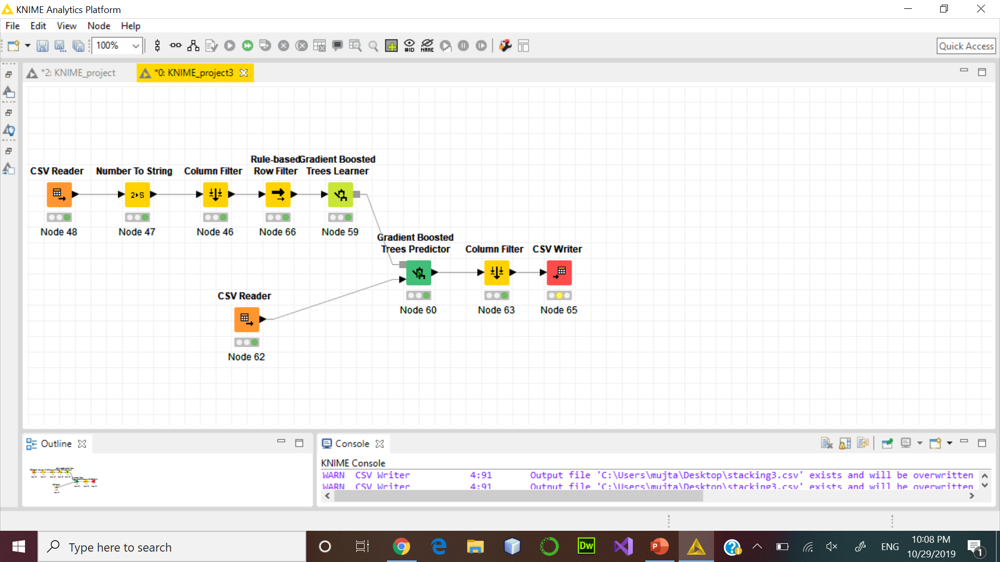 KNIME Analytics Platform
File Edit View Node Help
100%
#ID
NAME
Quick Access
*2: KNIME_project
*0: KNIME_project3
CSV Reader
Number To String
Column Filter
Rule-based
Row Filter
Gradient Boosted
Trees Learner
2▸S
Node 48
Node 47
Node 46
Node 66
Node 59
Gradient Boosted
Trees Predictor
Column Filter
CSV Writer
Node 60
Node 63
Node 65
CSV Reader
Node 62
Outline
Console
KNIME Console
WARN CSV Writer 4:91 Output file 'C:\Users\mujta\Desktop\stacking3.csv' exists and will be overwritten
WARN CSV Writer 4:91 Output file 'C:\Users\mujta\Desktop\stacking3.csv' exists and will be overwritten
Type here to search
Dw
P
ENG
10:08 PM
10/29/2019
1